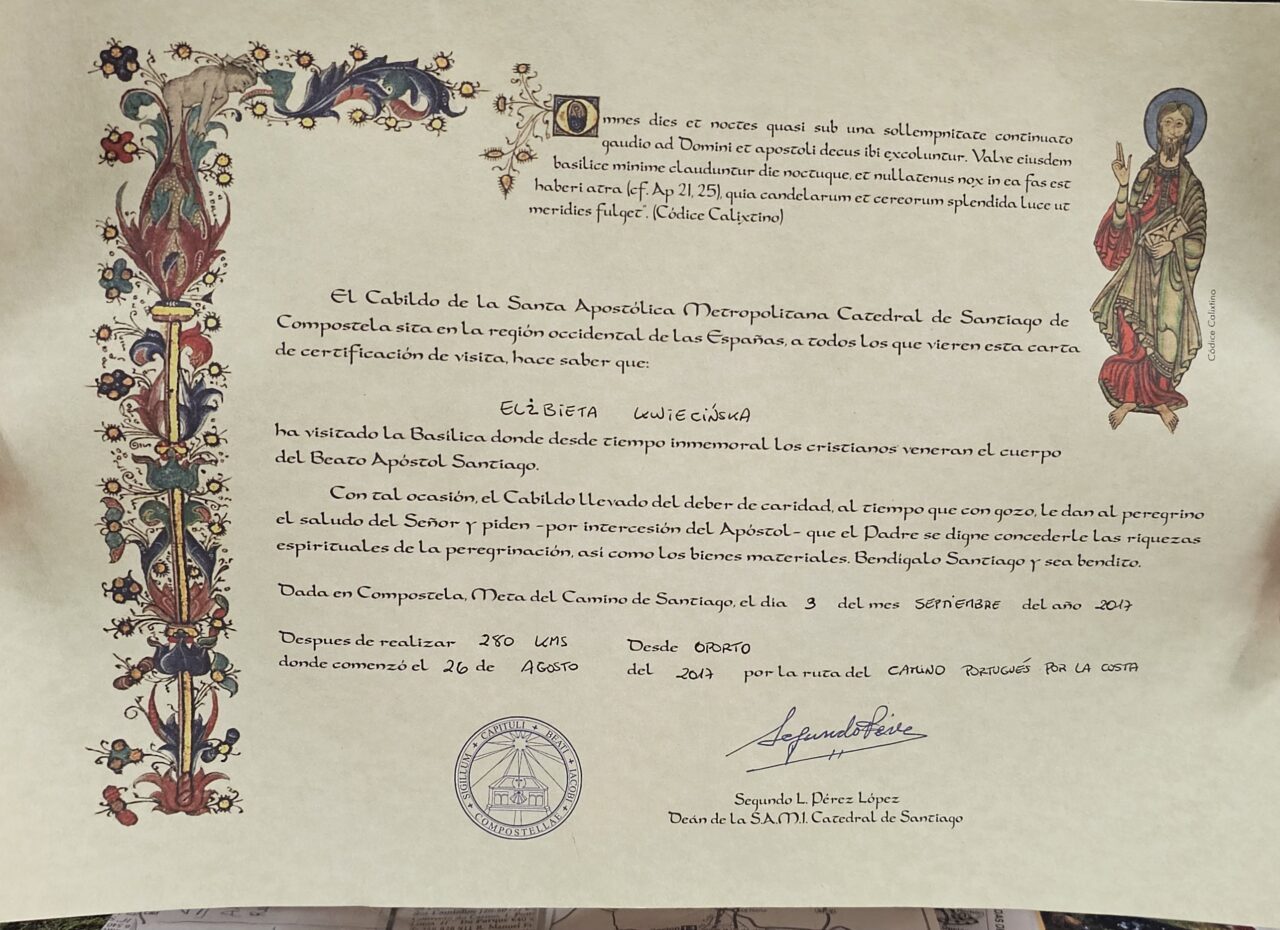 Omnes dies et noctes quasi sub una sollempnitate continuato
gaudio ad Domini et apostoli decus ibi excoluntur. Valve eiusdem
basilice minime clauduntur die noctuque, et nullatenus nox in ea fas est
haberi atra (cf. Ap 21, 25), quia candelarum et cereorum splendida luce ut
meridies fulget". (Códice Calixtino)
Códice Calixtino
El Cabildo de la Santa Apostólica Metropolitana Catedral de Santiago de
Compostela sita en la región occidental de las Españas, a todos los que vieren esta carta
de certificación de visita, hace saber que:
ELŻBIETA KWIECIŃSKA
ha visitado la Basílica donde desde tiempo inmemoral los cristianos veneran el cuerpo
del Beato Apóstol Santiago.
Con tal ocasión, el Cabildo llevado del deber de caridad, al tiempo que con gozo, le dan al peregrino
el saludo del Señor y piden -por intercesión del Apóstol- que el Padre se digne concederle las riquezas
espirituales de la peregrinación, así como los bienes materiales. Bendígalo Santiago y sea bendito.
Dada en Compostela, Meta del Camino de Santiago, el día 3 del mes SEPTIEMBRE del año 2017
Despues de realizar 280 KMS Desde OPORTO
donde comenzó el 26 de AGOSTO del 2017 por la ruta del CAMINO PORTUGUÉS POR LA COSTA
SIGILLUM + CAPITULI + BEATI + IACOBI + COMPOSTELLAE +
Segundo Pérez
Segundo L. Pérez López
Deán de la S.A.M.I. Catedral de Santiago